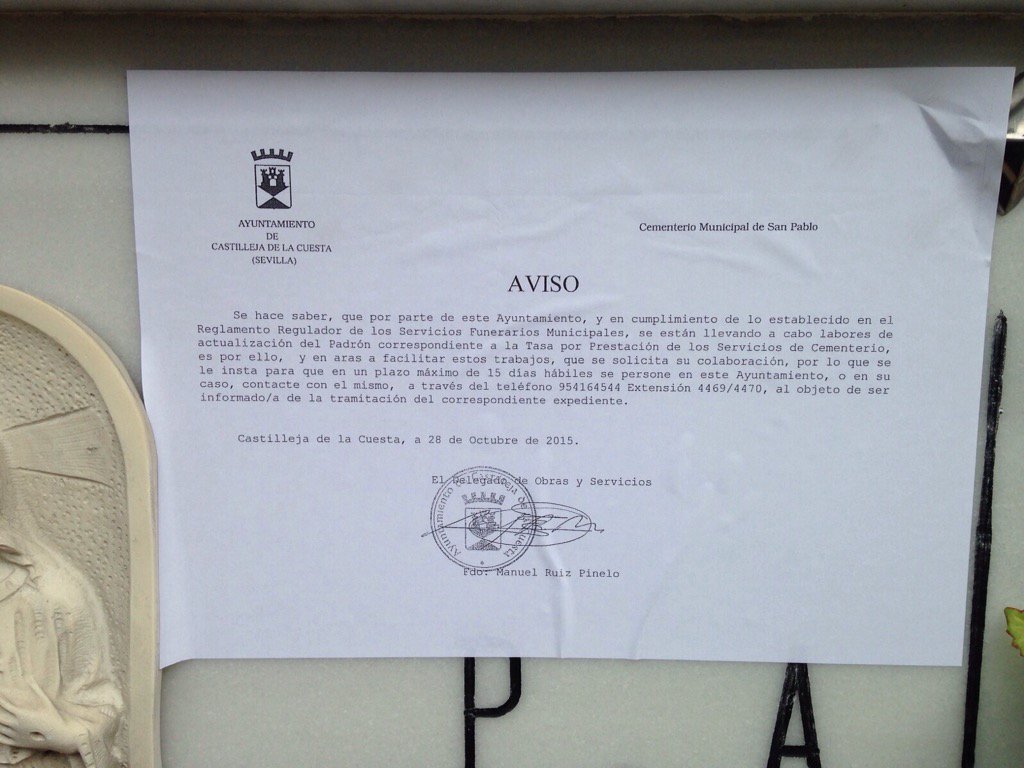 AYUNTAMIENTO
DE
CASTILLEJA DE LA CUESTA
(SEVILLA)
Cementerio Municipal de San Pablo
AVISO
Se hace saber, que por parte de este Ayuntamiento, y en cumplimiento de lo establecido en el
Reglamento Regulador de los Servicios Funerarios Municipales, se están llevando a cabo labores de
actualización del Padrón correspondiente a la Tasa por Prestación de los Servicios de Cementerio,
es por ello, y en aras a facilitar estos trabajos, que se solicita su colaboración, por lo que se
le insta para que en un plazo máximo de 15 días hábiles se persone en este Ayuntamiento, o en su
caso, contacte con el mismo, a través del teléfono 954164544 Extensión 4469/4470, al objeto de ser
informado/a de la tramitación del correspondiente expediente.
Castilleja de la Cuesta, a 28 de Octubre de 2015.
El Delegado de Obras y Servicios
Ayuntamiento de Castilleja de la Cuesta
Fdo: Manuel Ruiz Pinelo
P A